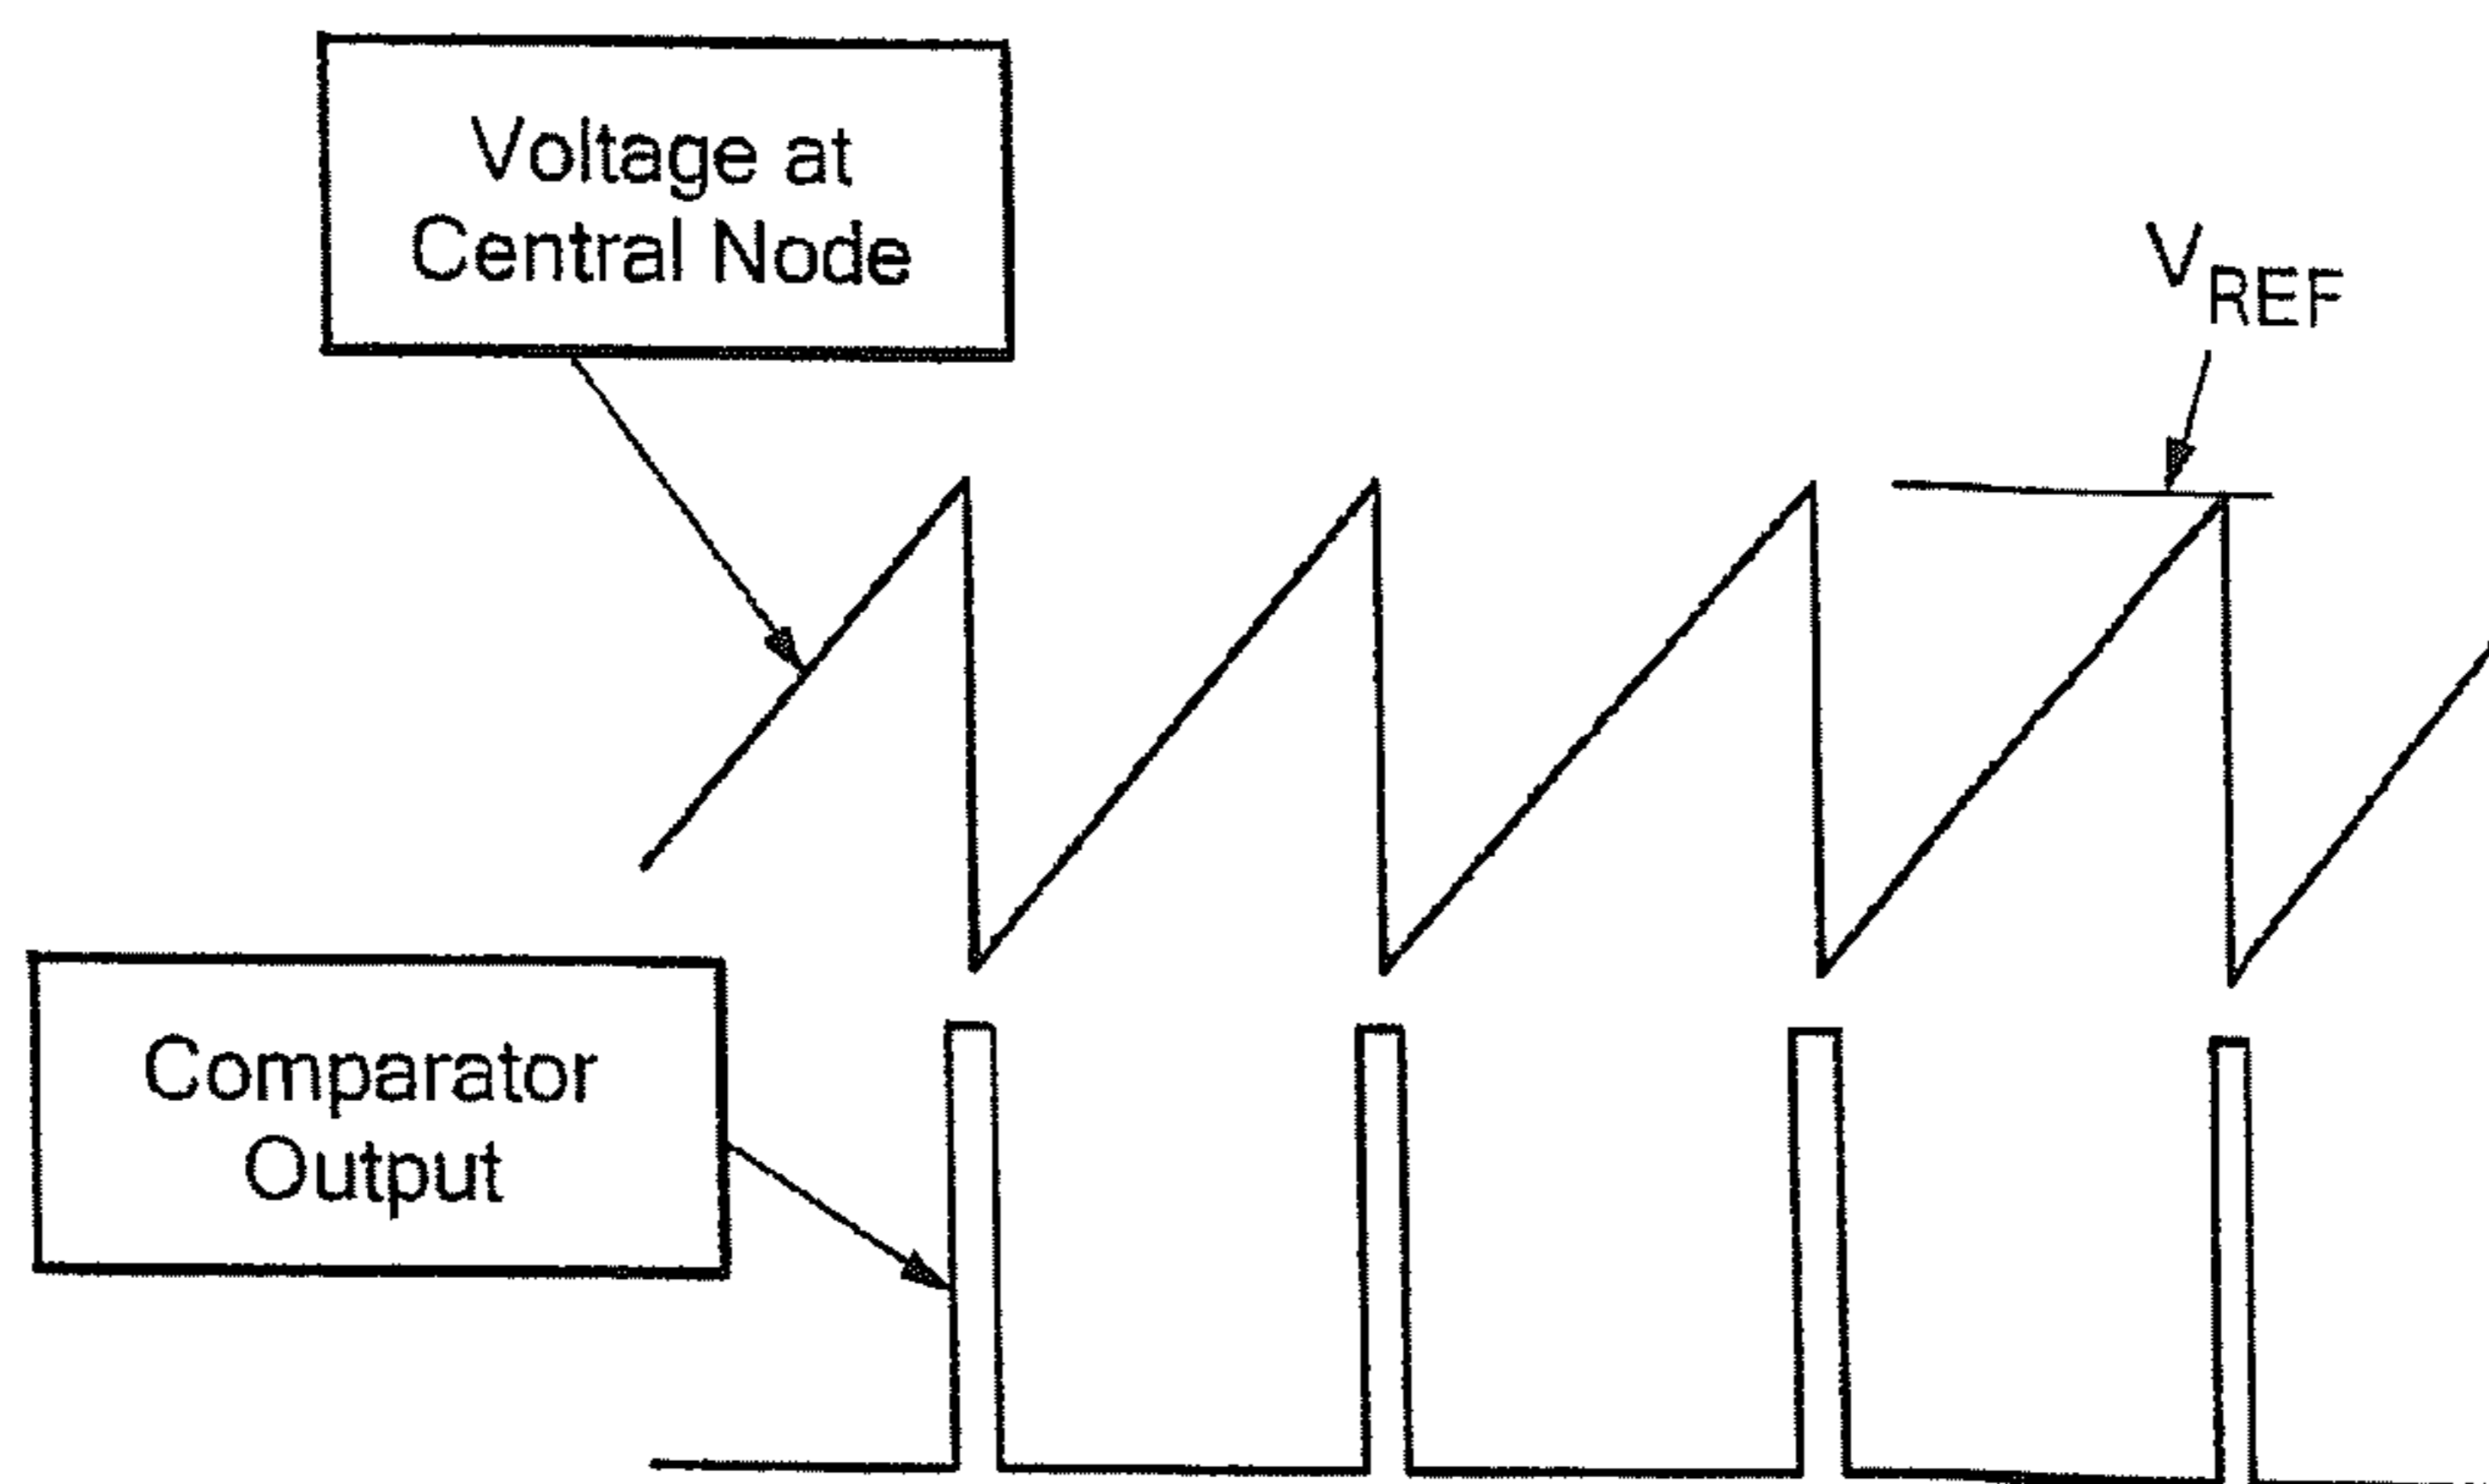 Voltage at
Central Node
VREF
Comparator
Output